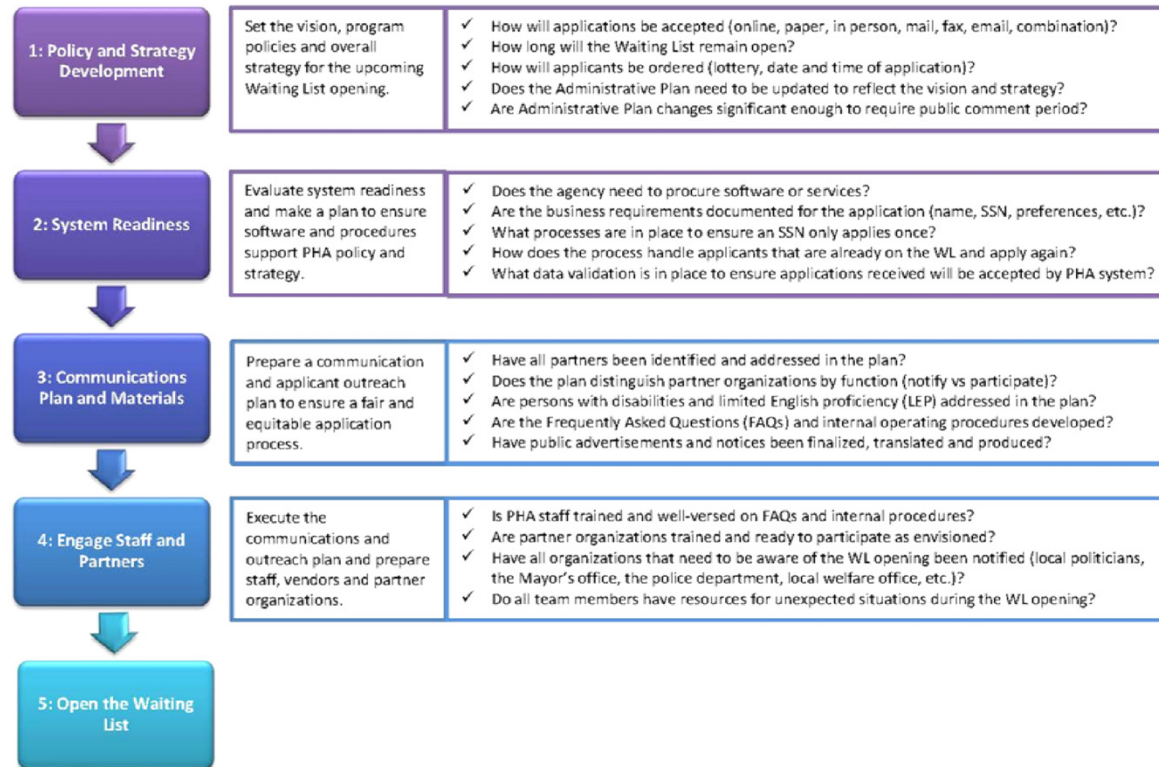 1: Policy and Strategy
Development
Set the vision, program
policies and overall
strategy for the upcoming
Waiting List opening.
✓ How will applications be accepted (online, paper, in person, mail, fax, email, combination)?
✓ How long will the Waiting List remain open?
✓ How will applicants be ordered (lottery, date and time of application)?
✓ Does the Administrative Plan need to be updated to reflect the vision and strategy?
✓ Are Administrative Plan changes significant enough to require public comment period?
2: System Readiness
Evaluate system readiness
and make a plan to ensure
software and procedures
support PHA policy and
strategy.
✓ Does the agency need to procure software or services?
✓ Are the business requirements documented for the application (name, SSN, preferences, etc.)?
✓ What processes are in place to ensure an SSN only applies once?
✓ How does the process handle applicants that are already on the WL and apply again?
✓ What data validation is in place to ensure applications received will be accepted by PHA system?
3: Communications
Plan and Materials
Prepare a communication
and applicant outreach
plan to ensure a fair and
equitable application
process.
✓ Have all partners been identified and addressed in the plan?
✓ Does the plan distinguish partner organizations by function (notify vs participate)?
✓ Are persons with disabilities and limited English proficiency (LEP) addressed in the plan?
✓ Are the Frequently Asked Questions (FAQs) and internal operating procedures developed?
✓ Have public advertisements and notices been finalized, translated and produced?
4: Engage Staff and
Partners
Execute the
communications and
outreach plan and prepare
staff, vendors and partner
organizations.
✓ Is PHA staff trained and well-versed on FAQs and internal procedures?
✓ Are partner organizations trained and ready to participate as envisioned?
✓ Have all organizations that need to be aware of the WL opening been notified (local politicians,
the Mayor's office, the police department, local welfare office, etc.)?
✓ Do all team members have resources for unexpected situations during the WL opening?
5: Open the Waiting
List